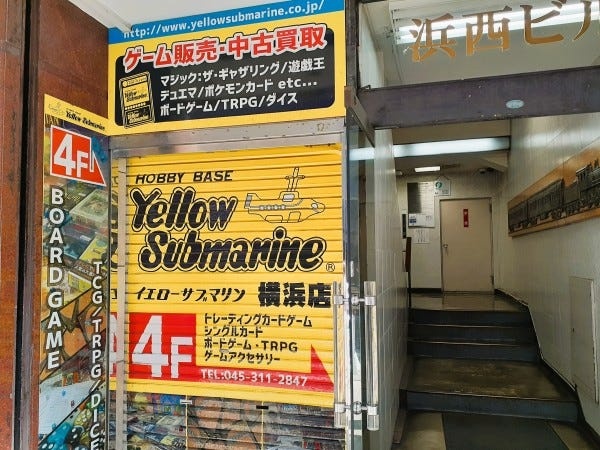 http://www.yellowsubmarine.co.jp/
ゲーム販売・中古買取
マジック:ザ・ギャザリング/遊戯王
デュエマ/ポケモンカード etc...
ボードゲーム/TRPG/ダイス
浜西ビル
Yellow Submarine
4F
BOARD GAME
TCG/TRPG/DICE
HOBBY BASE
Yellow
Submarine
®
イエローサブマリン 横浜店
4F
トレーディングカードゲーム
シングルカード
ボードゲーム・TRPG
ゲームアクセサリー
TEL:045-311-2847